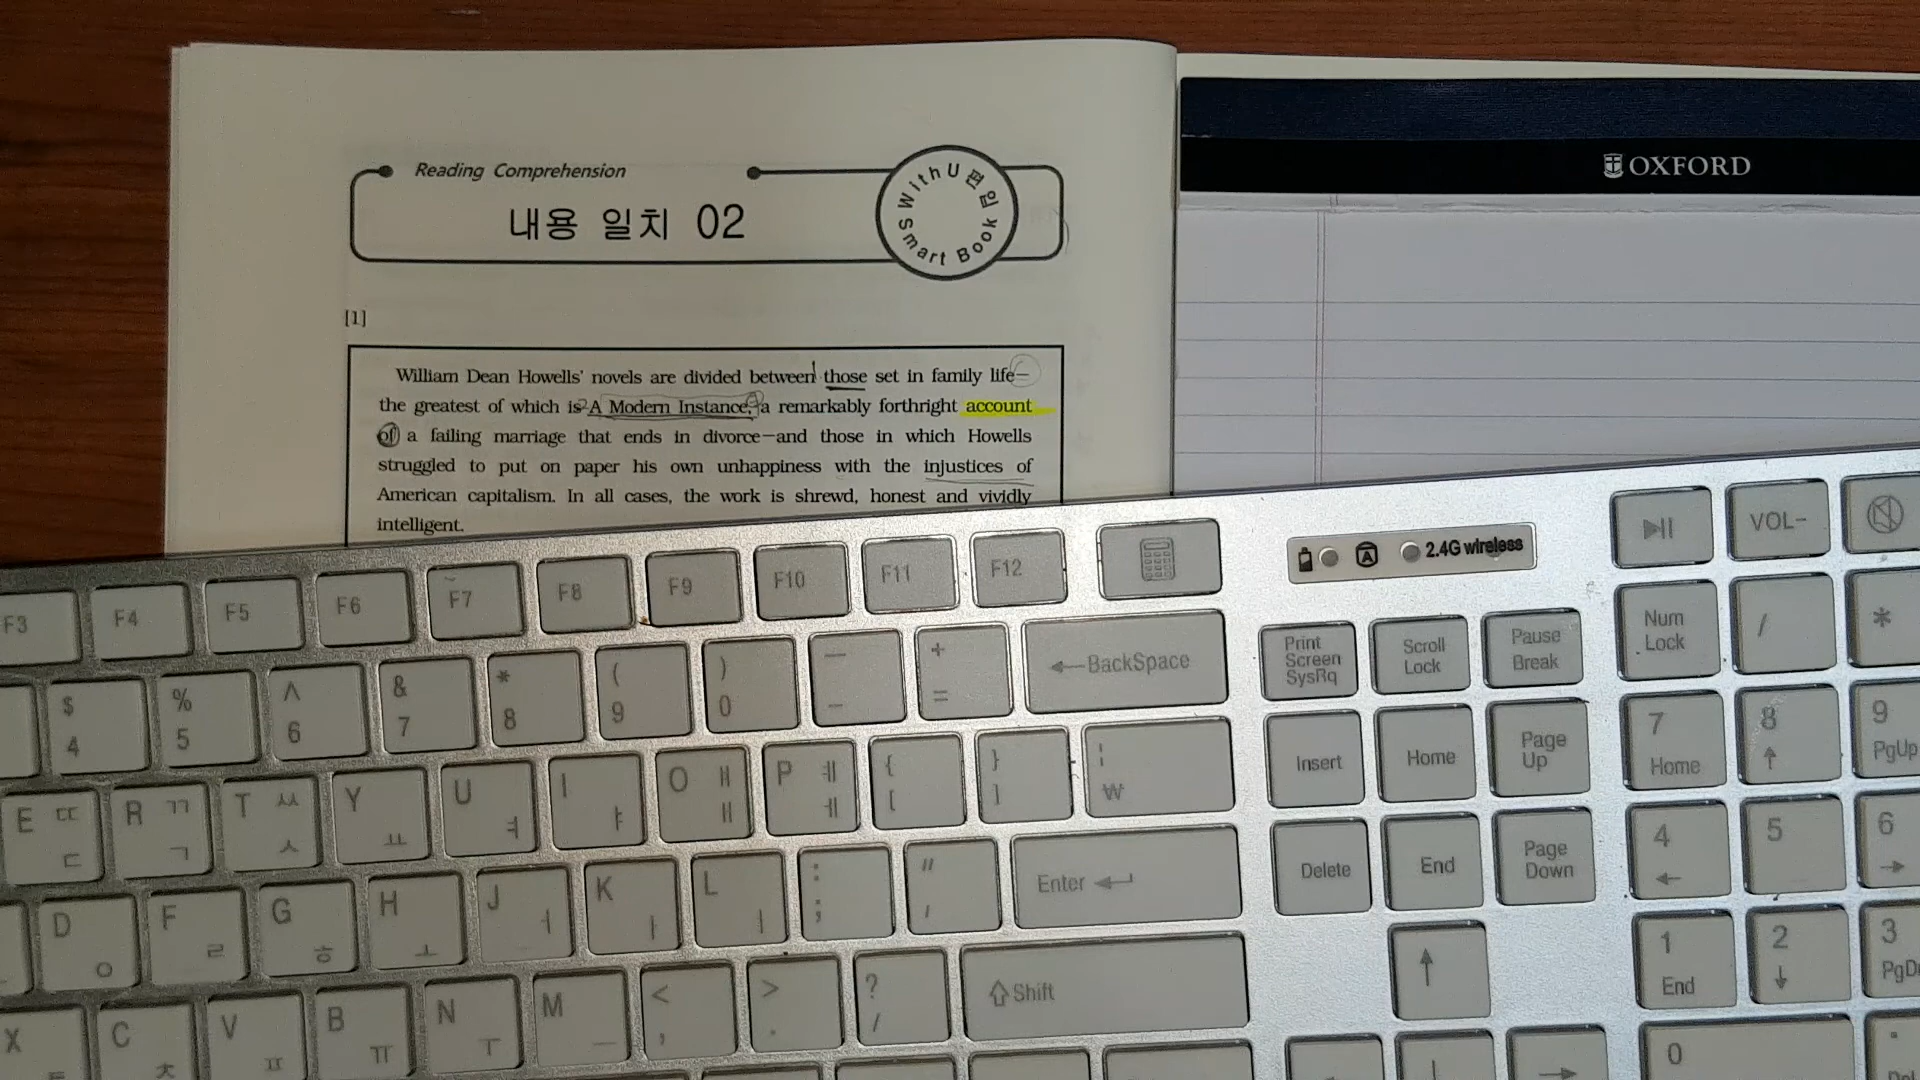 Reading Comprehension
내용 일치 02
WithU 편입
Smart Book
OXFORD
[1]
William Dean Howells' novels are divided between those set in family life—
the greatest of which is A Modern Instance, a remarkably forthright account
of a failing marriage that ends in divorce—and those in which Howells
struggled to put on paper his own unhappiness with the injustices of
American capitalism. In all cases, the work is shrewd, honest and vividly
intelligent.
F3 F4 F5 F6 F7 F8 F9 F10 F11 F12
A 2.4G wireless
VOL-
$ 4 % 5 ^ 6 & 7 * 8 ( 9 ) 0 — - + = ←BackSpace
Print Screen SysRq
Scroll Lock
Pause Break
Num Lock / *
E ㄸ ㄷ R ㄲ ㄱ T ㅆ ㅅ Y ㅛ U ㅕ I ㅑ O ㅒ ㅐ P ㅖ ㅔ { [ } ] ¦ ₩
Insert Home Page Up
7 Home 8 ↑ 9 PgUp
D ㅇ F ㄹ G ㅎ H ㅗ J ㅓ K ㅏ L ㅣ : ; " ' Enter ↵
Delete End Page Down
4 ← 5 6 →
X ㅌ C ㅊ V ㅍ B ㅠ N ㅜ M ㅡ < , > . ? / ⇧Shift
↑
1 End 2 ↓ 3
0 .